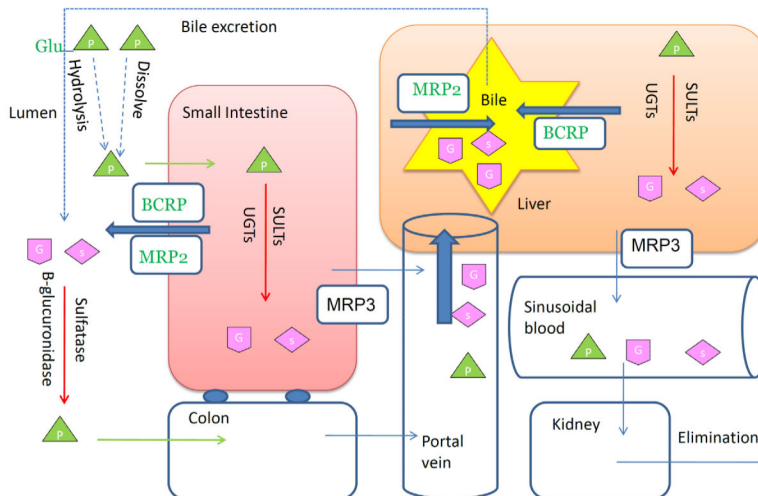 Bile excretion
Glu
P
P
Hydrolysis
Dissolve
Lumen
P
Small Intestine
P
SULTs
UGTs
BCRP
MRP2
G
s
G
s
B-glucuronidase
Sulfatase
P
Colon
MRP3
MRP2
Bile
BCRP
G
s
G
Liver
P
SULTs
UGTs
G
s
MRP3
G
s
P
Portal
vein
Sinusoidal
blood
P
G
s
Kidney
Elimination